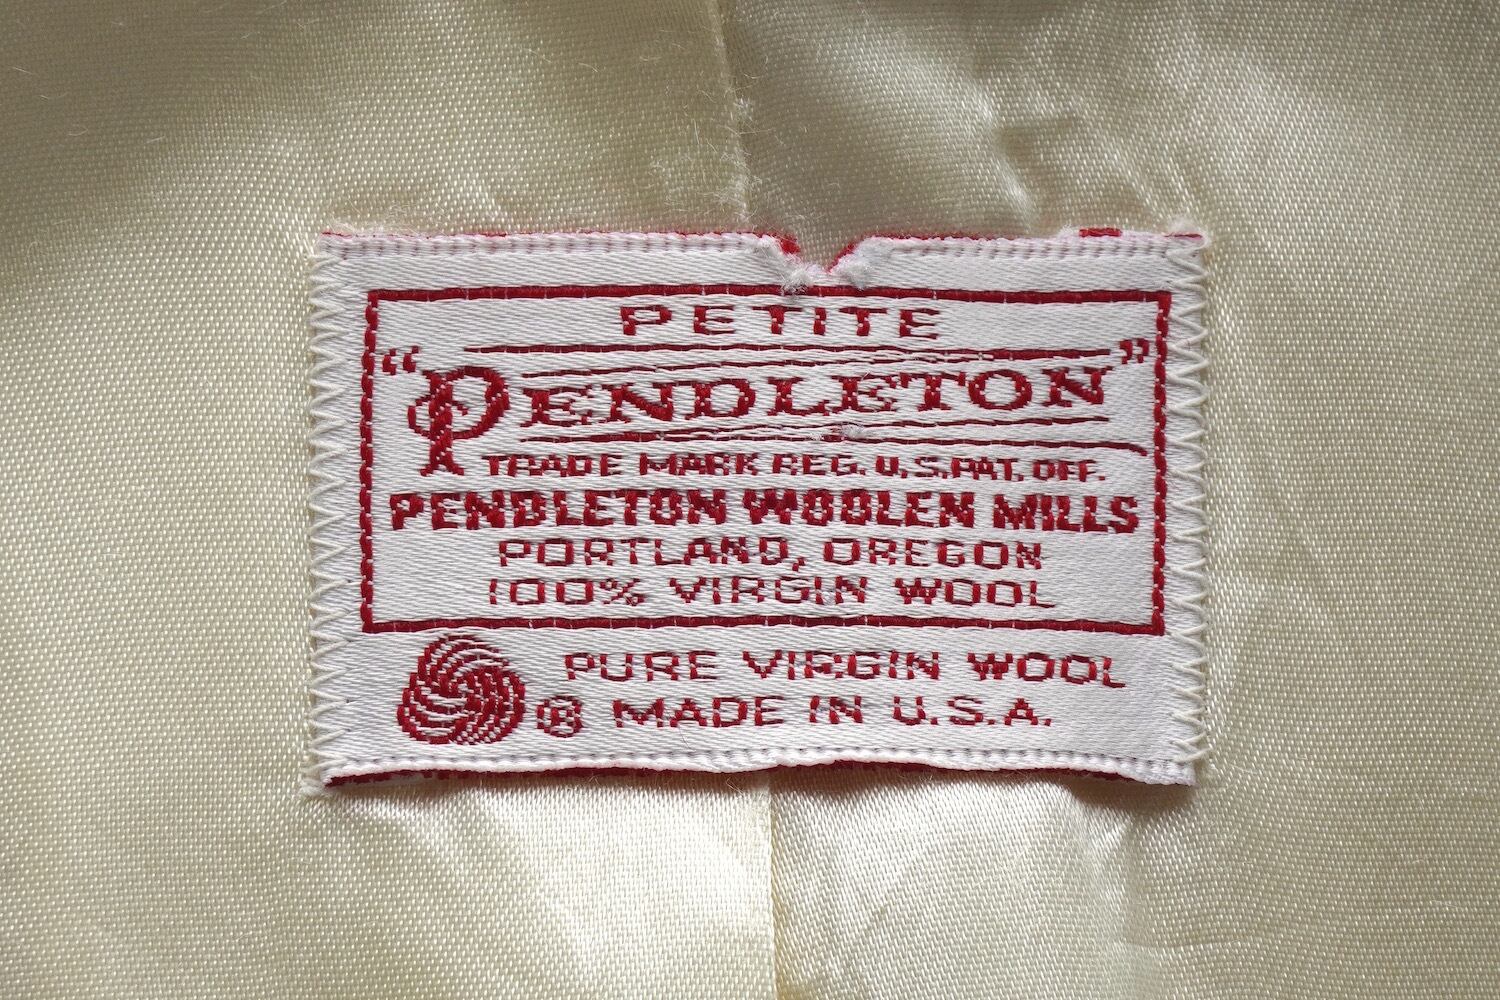 PETITE
"PENDLETON"
TRADE MARK REG. U.S.PAT. OFF.
PENDLETON WOOLEN MILLS
PORTLAND, OREGON
100% VIRGIN WOOL
PURE VIRGIN WOOL
® MADE IN U.S.A.